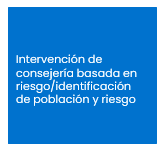 Intervención de
consejería basada en
riesgo/identificación
de población y riesgo